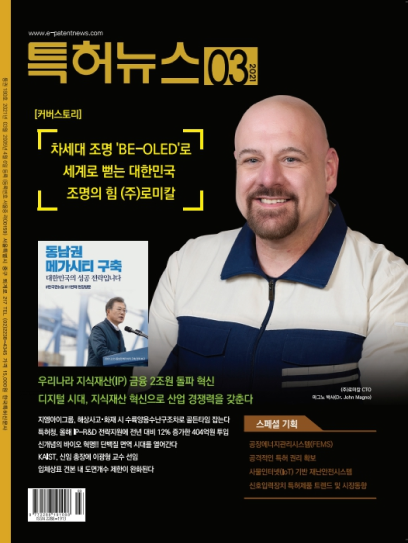 www.e-patentnews.com
특허뉴스 03 2021
[커버스토리]
차세대 조명 'BE-OLED'로
세계로 뻗는 대한민국
조명의 힘 (주)로미칼
동남권
메가시티 구축
대한민국의 성공 전략입니다
(주)로미칼 CTO
마그노 박사(Dr. John Magno)
우리나라 지식재산(IP) 금융 2조원 돌파 혁신
디지털 시대, 지식재산 혁신으로 산업 경쟁력을 갖춘다
지엠아이그룹, 해상사고·화재 시 수륙양용수난구조차로 골든타임 잡는다
특허청, 올해 IP-R&D 전략지원에 전년 대비 12% 증가한 404억원 투입
신개념의 바이오 혁명!! 단백질 면역 시대를 열어간다
KAIST, 신임 총장에 이광형 교수 선임
입체상표 견본 내 도면개수 제한이 완화된다
스페셜 기획
공장에너지관리시스템(FEMS)
공격적인 특허 권리 확보
사물인터넷(IoT) 기반 재난안전시스템
신호압력장치 특허제품 트렌드 및 시장동향